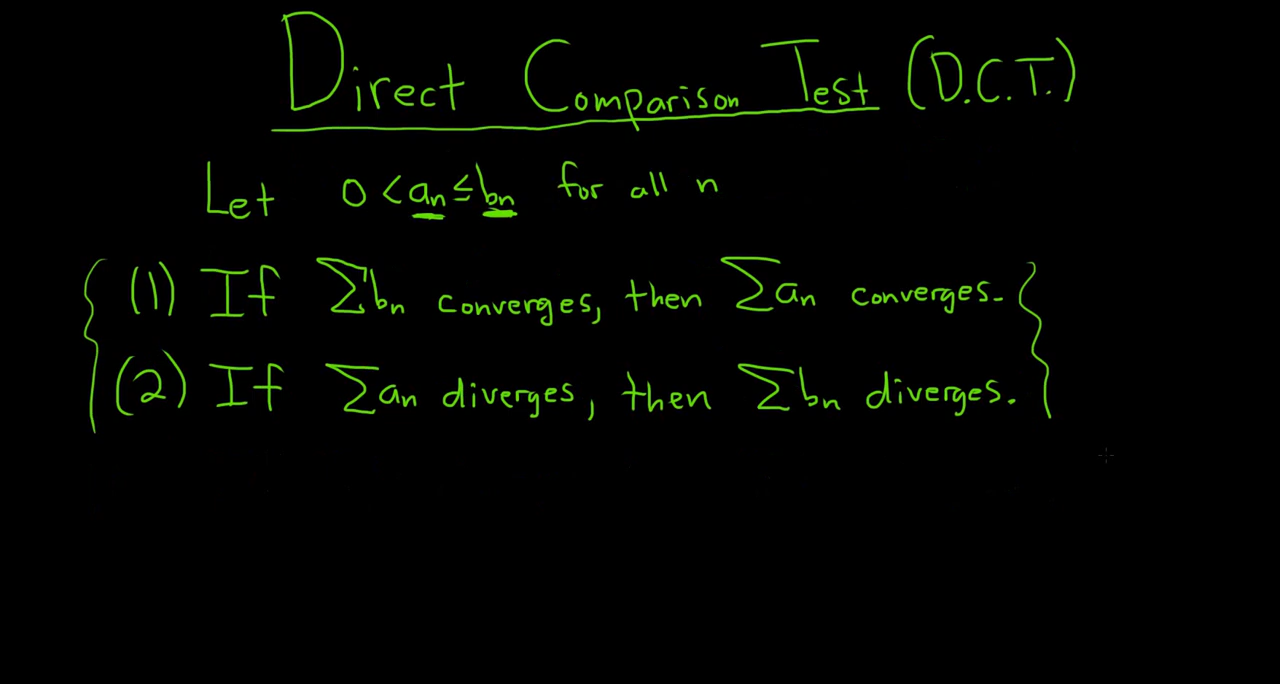 Direct Comparison Test (D.C.T.)
Let 0 < an ≤ bn for all n
(1) If ∑bn converges, then ∑an converges.
(2) If ∑an diverges, then ∑bn diverges.